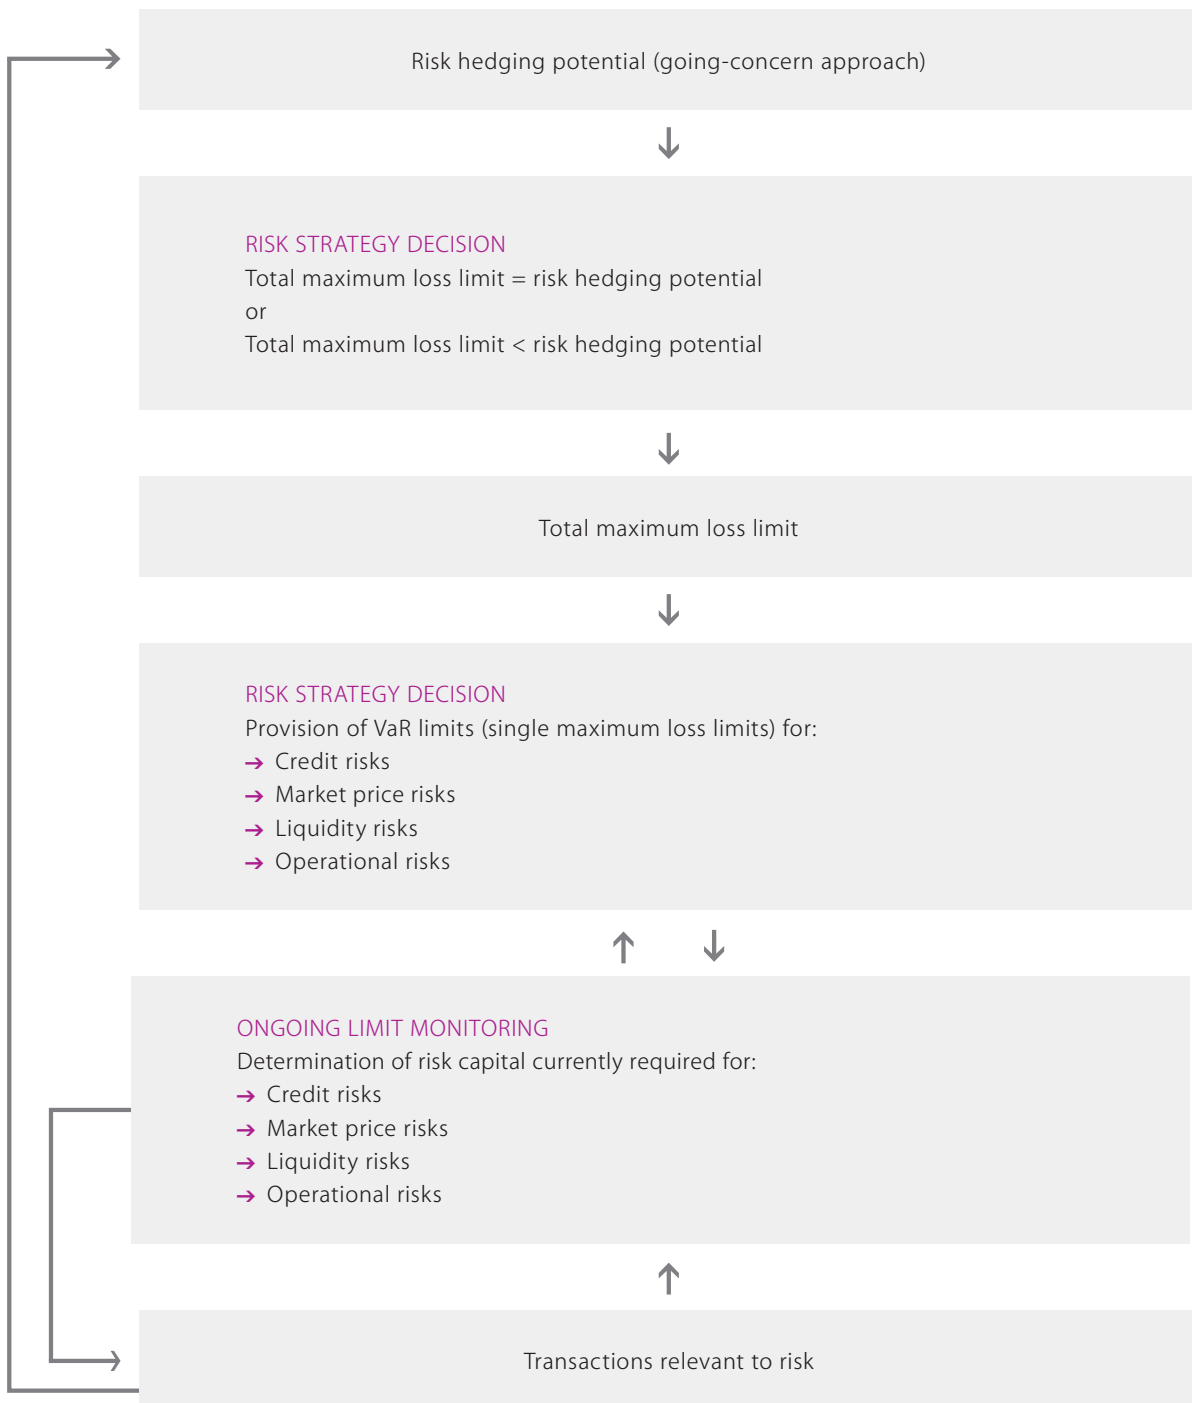 Risk hedging potential (going-concern approach)
RISK STRATEGY DECISION
Total maximum loss limit = risk hedging potential
or
Total maximum loss limit < risk hedging potential
Total maximum loss limit
RISK STRATEGY DECISION
Provision of VaR limits (single maximum loss limits) for:
→ Credit risks
→ Market price risks
→ Liquidity risks
→ Operational risks
ONGOING LIMIT MONITORING
Determination of risk capital currently required for:
→ Credit risks
→ Market price risks
→ Liquidity risks
→ Operational risks
Transactions relevant to risk